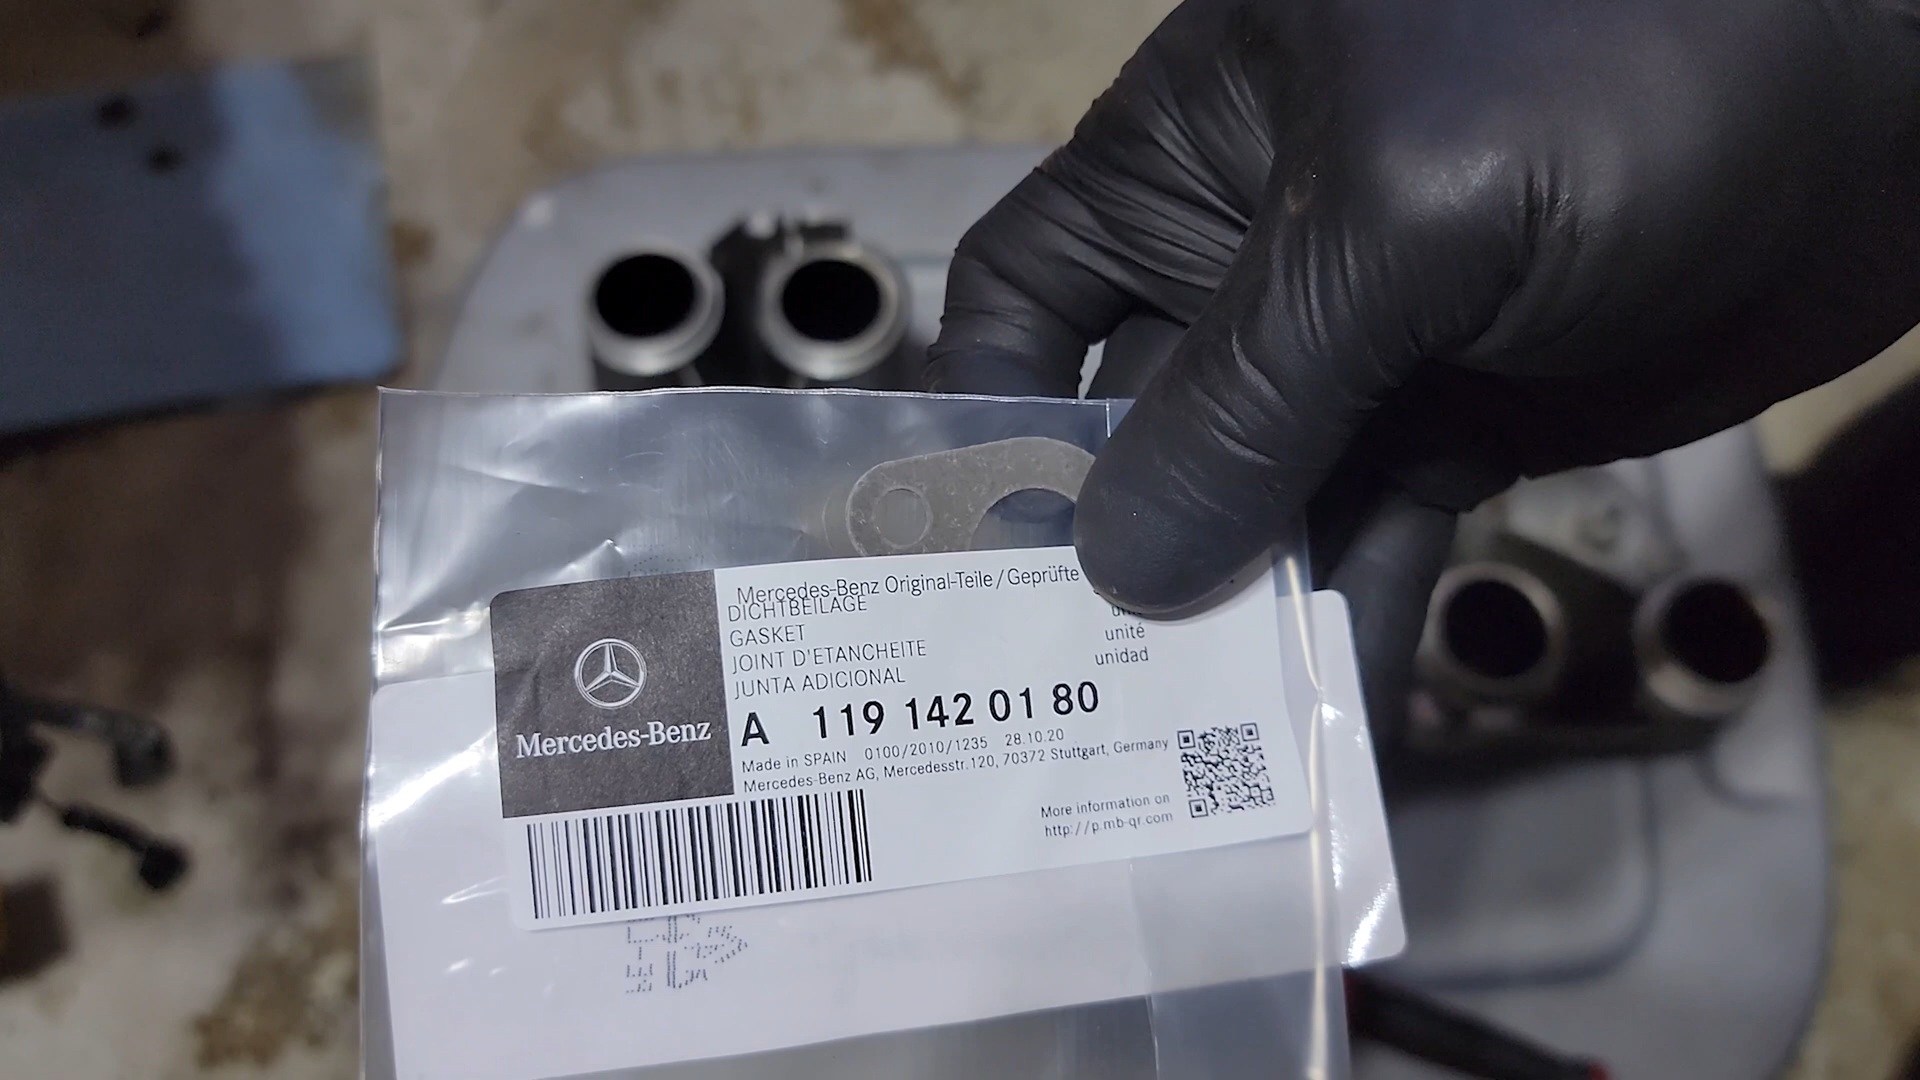 Mercedes-Benz Original-Teile / Geprüfte
DICHTBEILAGE
GASKET
JOINT D'ETANCHEITE
unité
JUNTA ADICIONAL
unidad
A 119 142 01 80
Mercedes-Benz
Made in SPAIN 0100/2010/1235 28.10.20
Mercedes-Benz AG, Mercedesstr.120, 70372 Stuttgart, Germany
More information on
http://p.mb-qr.com